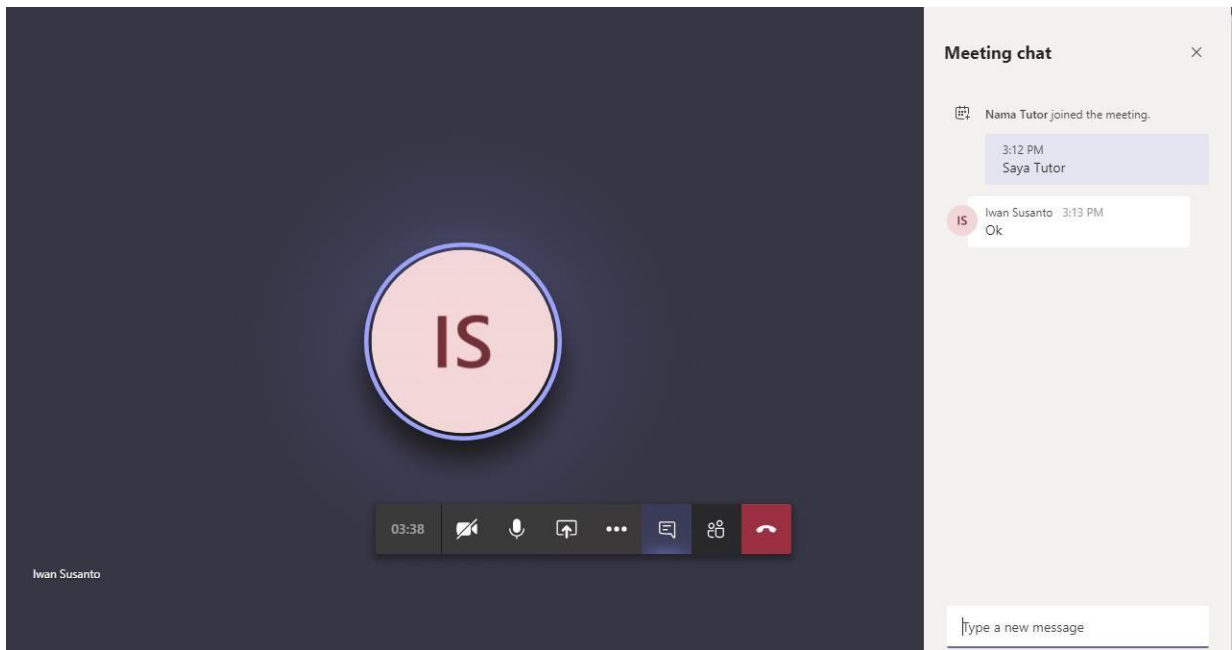 Meeting chat
Nama Tutor joined the meeting.
3:12 PM
Saya Tutor
IS
Iwan Susanto 3:13 PM
Ok
IS
03:38
Iwan Susanto
Type a new message